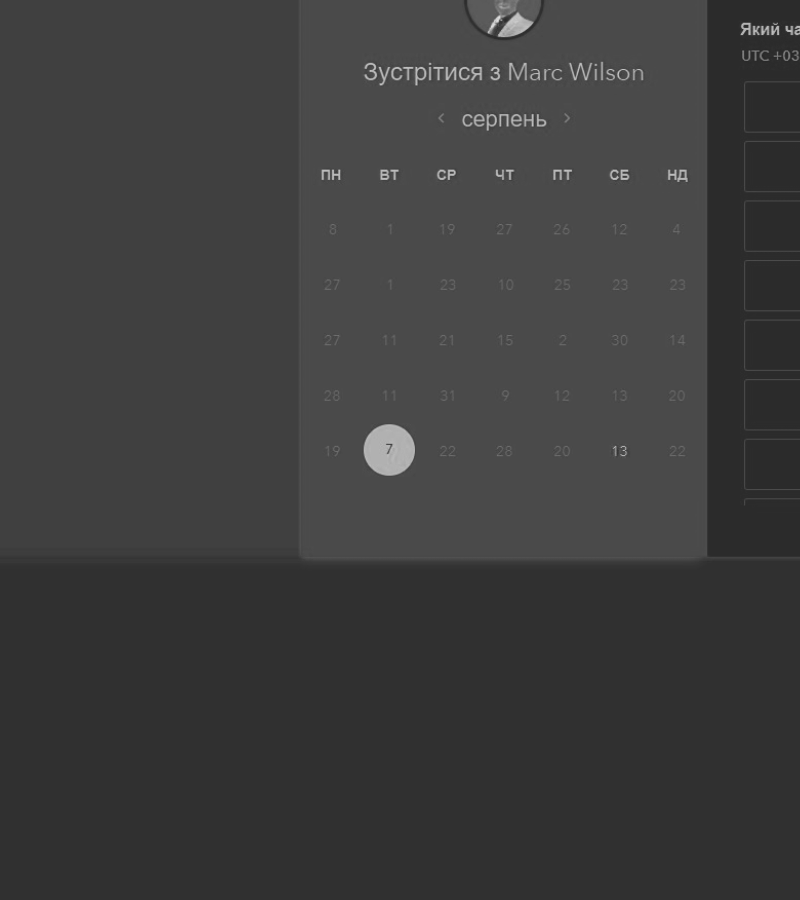 Зустрітися з Marc Wilson
‹ серпень ›
ПН ВТ СР ЧТ ПТ СБ НД
8 1 19 27 26 12 4
27 1 23 10 25 23 23
27 11 21 15 2 30 14
28 11 31 9 12 13 20
19 7 22 28 20 13 22
Який ча
UTC +03